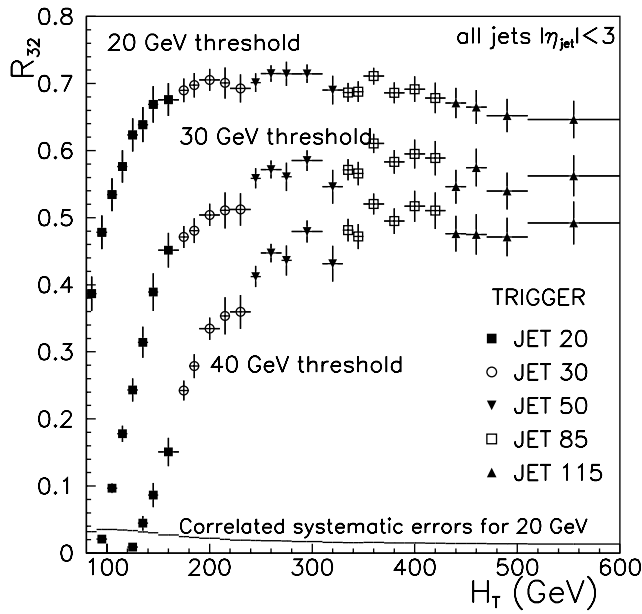 R32
0.8
0.7
0.6
0.5
0.4
0.3
0.2
0.1
0
20 GeV threshold
all jets |ηjet|<3
30 GeV threshold
40 GeV threshold
TRIGGER
JET 20
JET 30
JET 50
JET 85
JET 115
Correlated systematic errors for 20 GeV
100 200 300 400 500 600
HT (GeV)